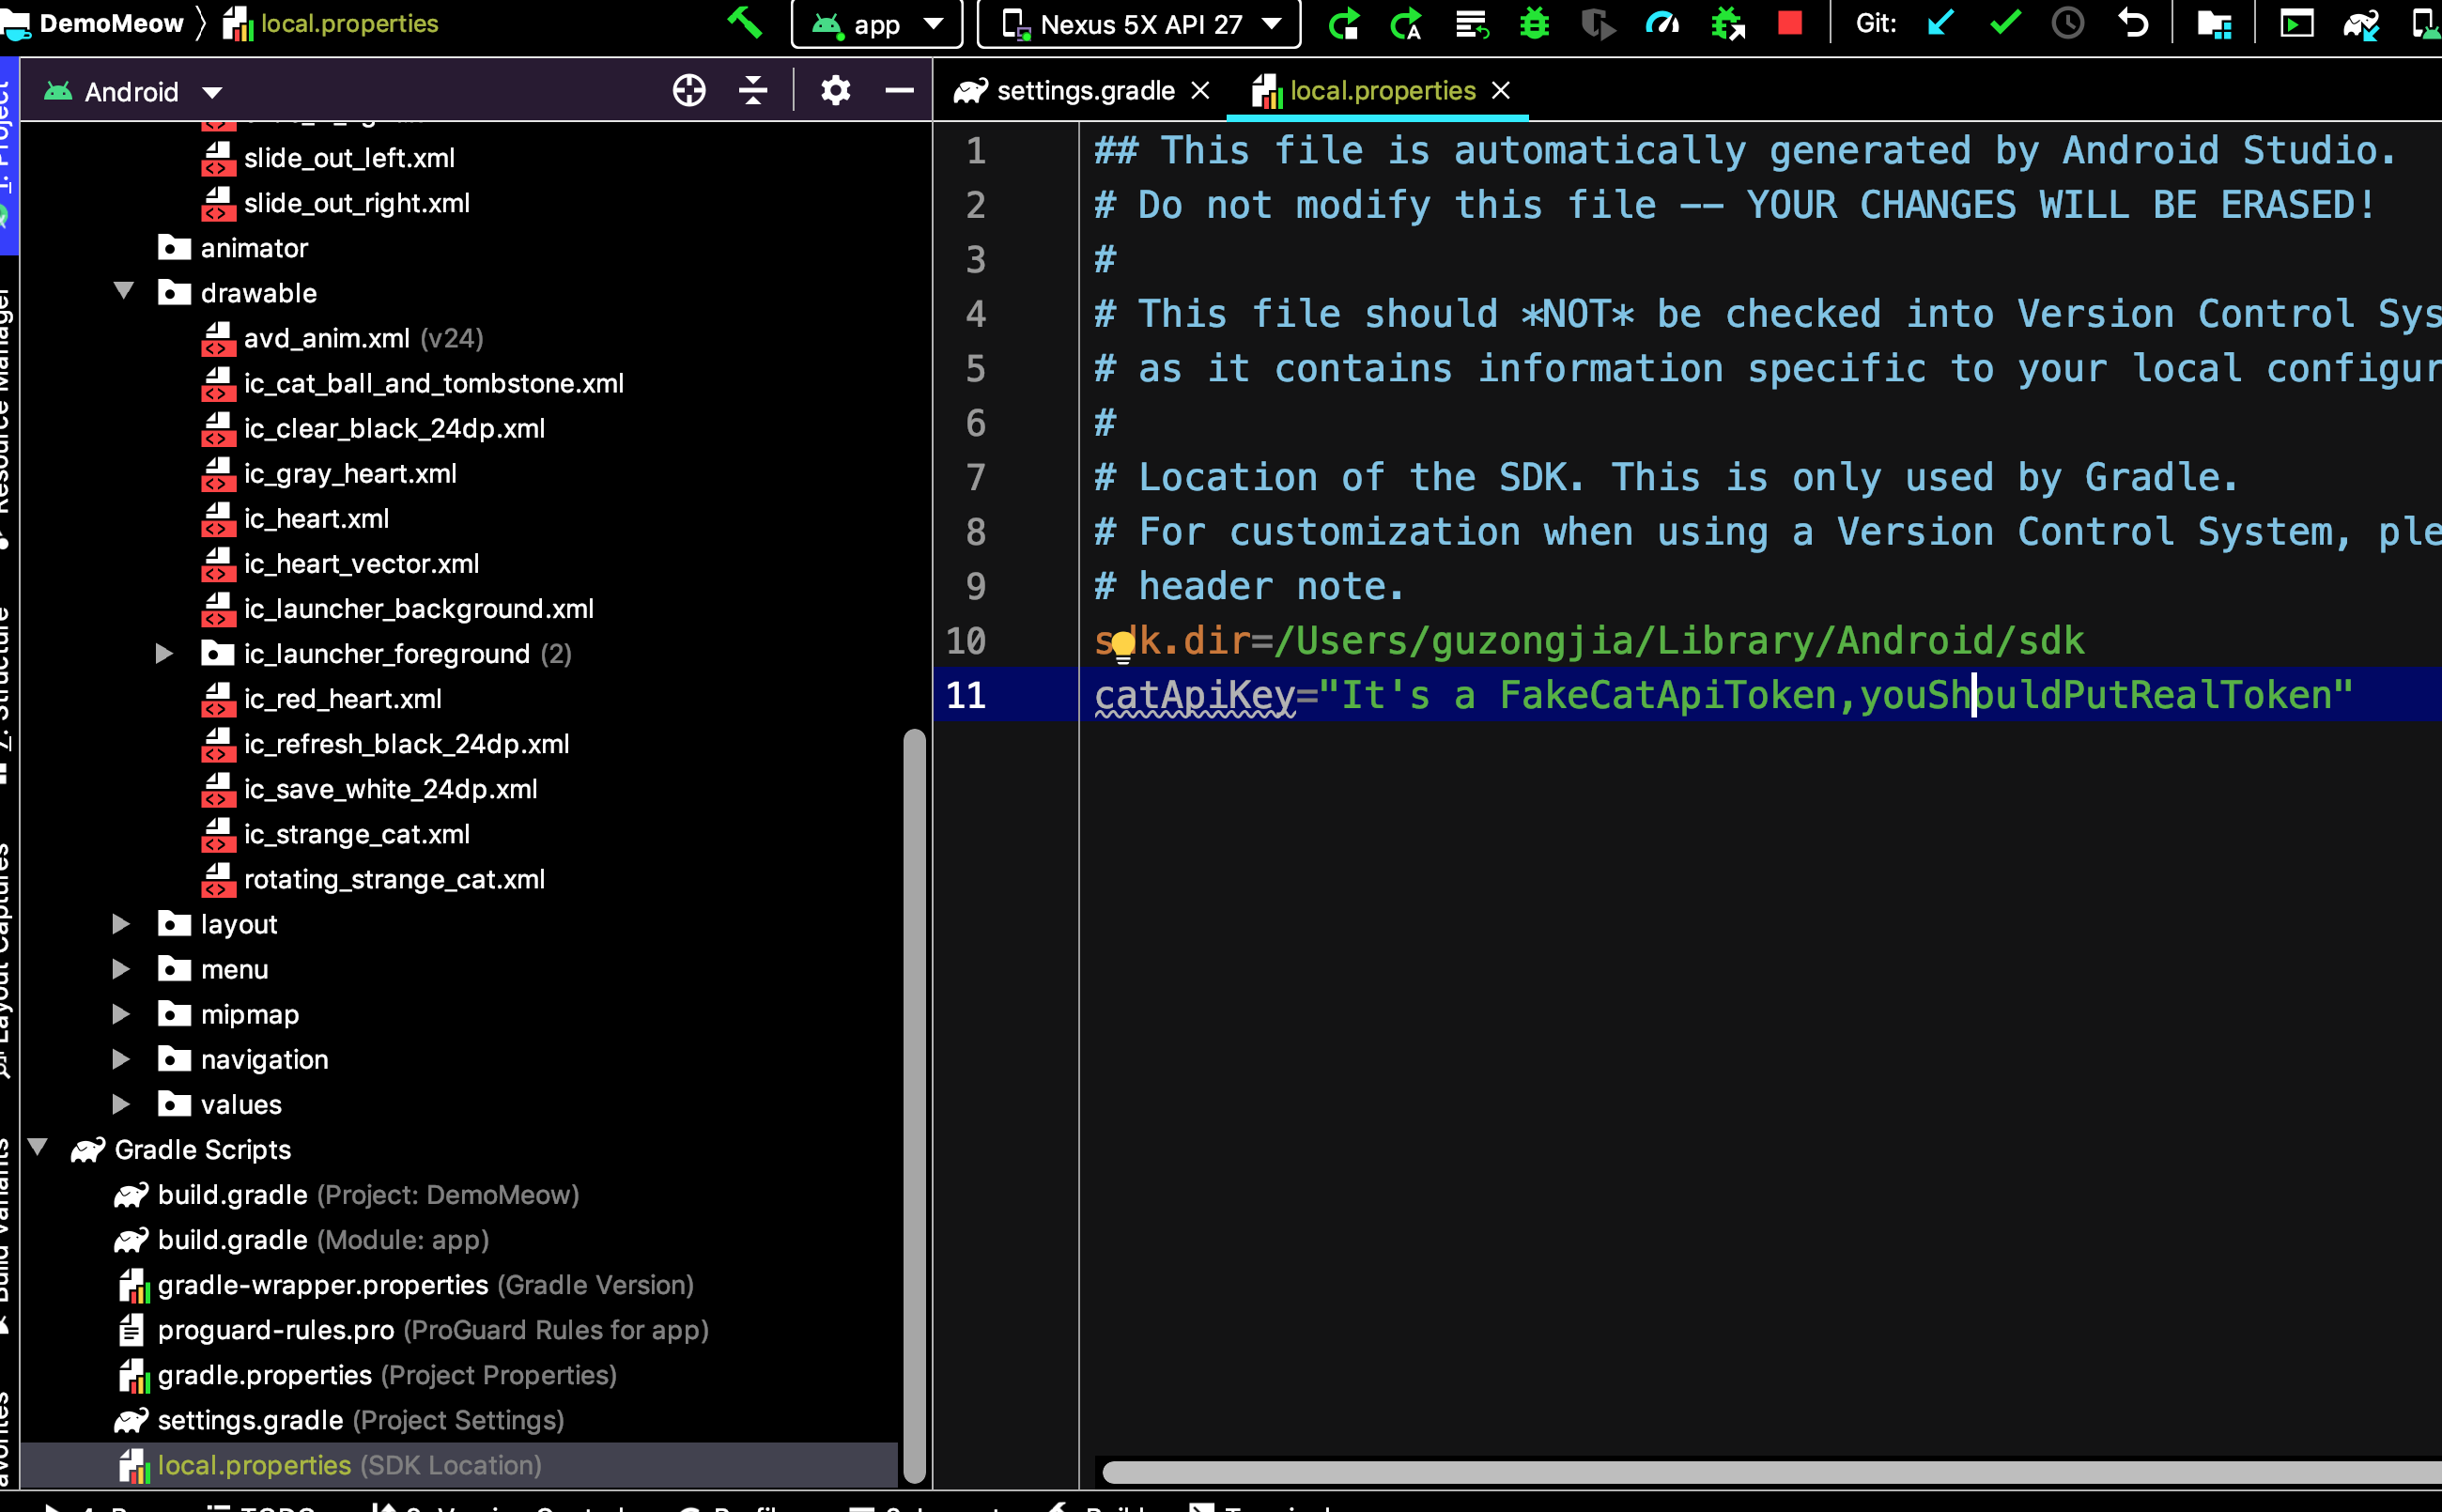 DemoMeow local.properties app Nexus 5X API 27 Git:
Android
settings.gradle local.properties
1: Project
Resource Manager
Z: Structure
Layout Captures
Build Variants
slide_out_left.xml
slide_out_right.xml
animator
drawable
avd_anim.xml (v24)
ic_cat_ball_and_tombstone.xml
ic_clear_black_24dp.xml
ic_gray_heart.xml
ic_heart.xml
ic_heart_vector.xml
ic_launcher_background.xml
ic_launcher_foreground (2)
ic_red_heart.xml
ic_refresh_black_24dp.xml
ic_save_white_24dp.xml
ic_strange_cat.xml
rotating_strange_cat.xml
layout
menu
mipmap
navigation
values
Gradle Scripts
build.gradle (Project: DemoMeow)
build.gradle (Module: app)
gradle-wrapper.properties (Gradle Version)
proguard-rules.pro (ProGuard Rules for app)
gradle.properties (Project Properties)
settings.gradle (Project Settings)
local.properties (SDK Location)
1 ## This file is automatically generated by Android Studio.
2 # Do not modify this file -- YOUR CHANGES WILL BE ERASED!
3 #
4 # This file should *NOT* be checked into Version Control Sys
5 # as it contains information specific to your local configur
6 #
7 # Location of the SDK. This is only used by Gradle.
8 # For customization when using a Version Control System, ple
9 # header note.
10 sdk.dir=/Users/guzongjia/Library/Android/sdk
11 catApiKey="It's a FakeCatApiToken,youShouldPutRealToken"